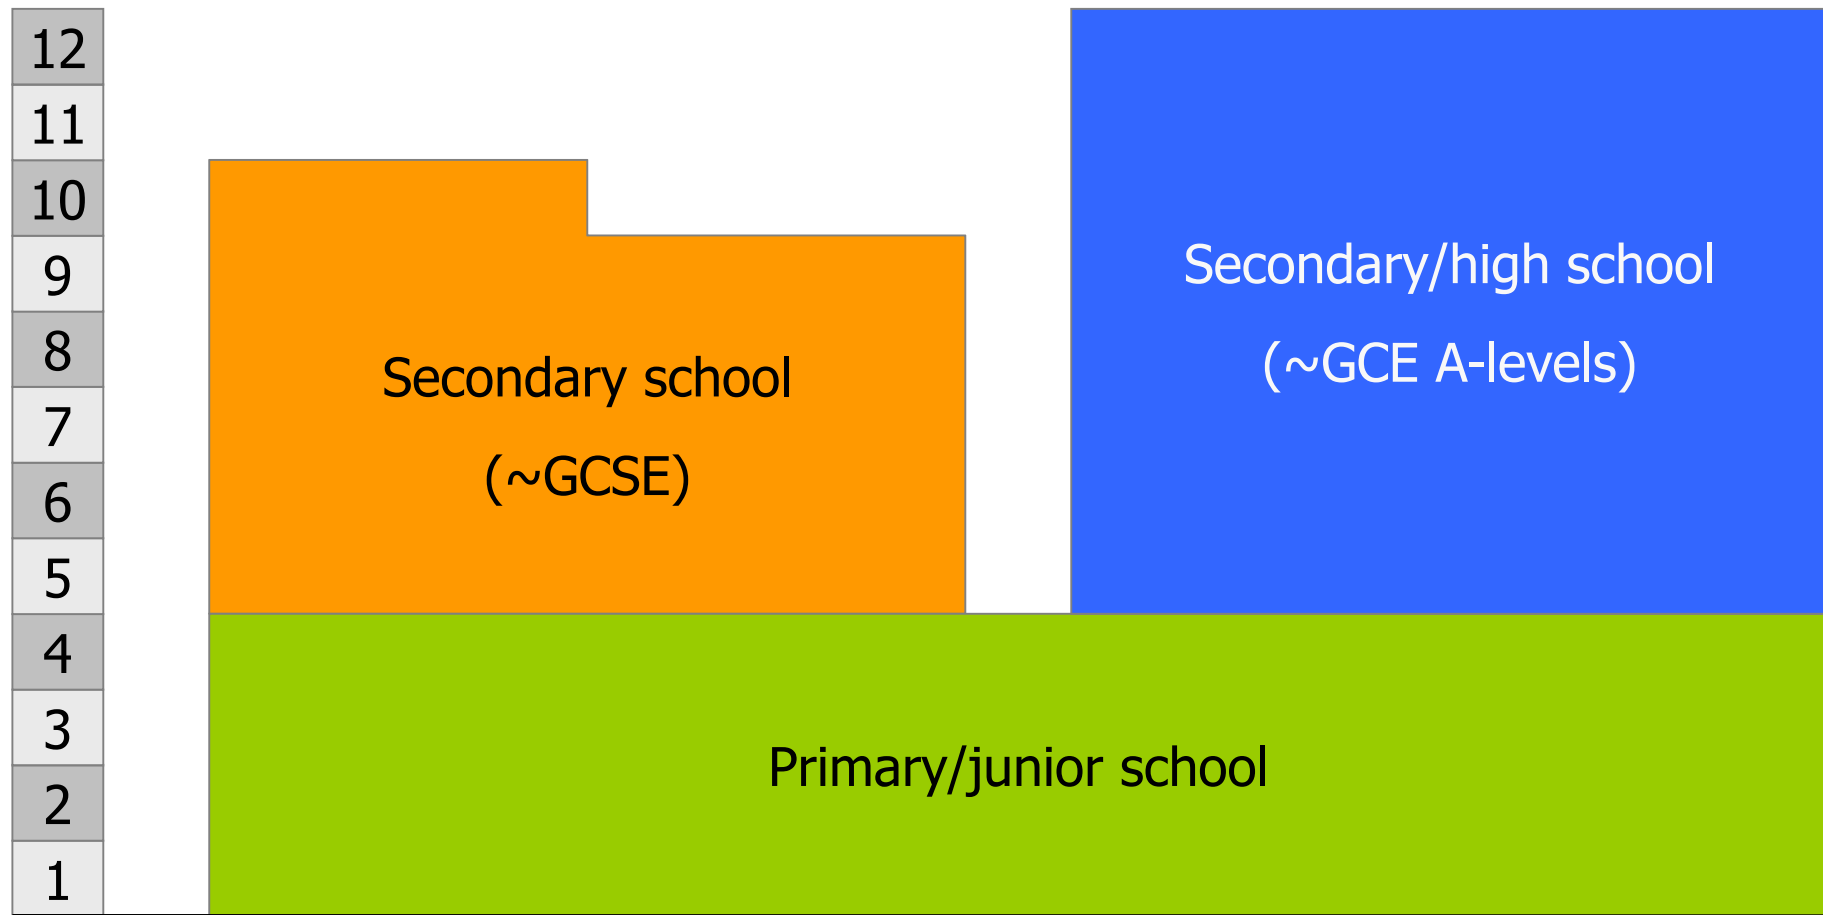 12
11
10
9
8
7
6
5
4
3
2
1
Secondary school
(~GCSE)
Secondary/high school
(~GCE A-levels)
Primary/junior school